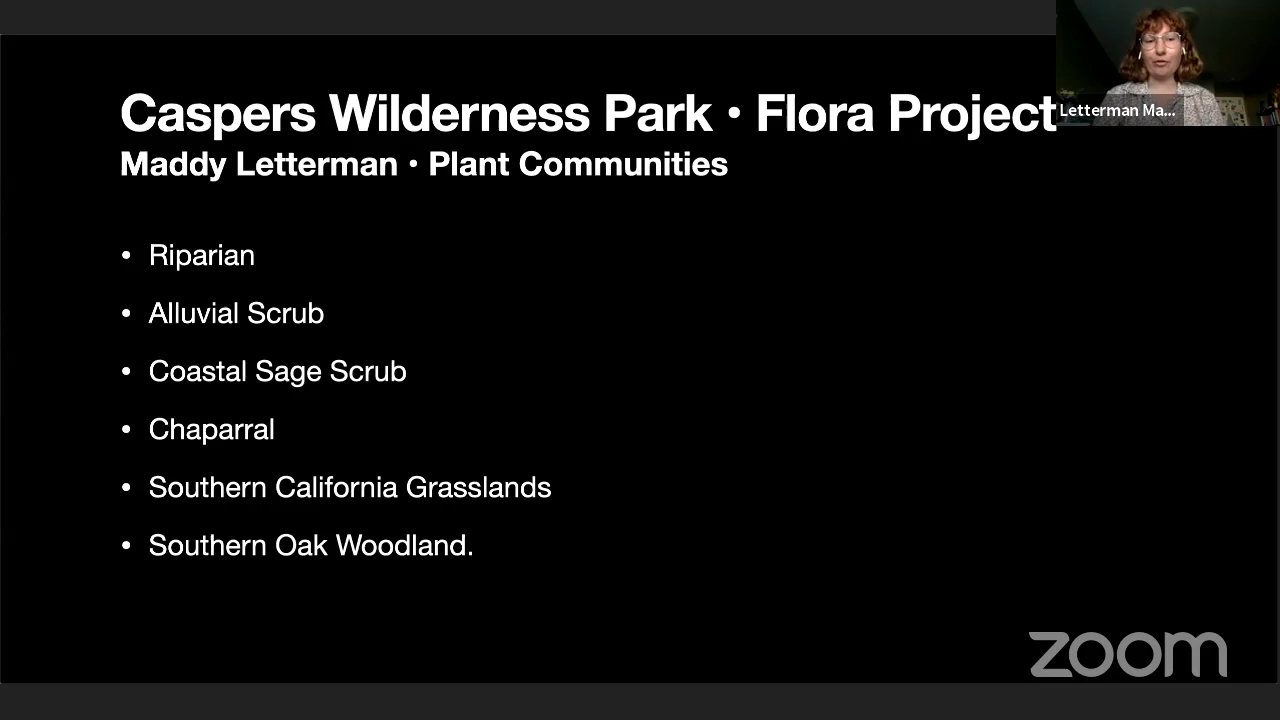 Caspers Wilderness Park • Flora Project
Maddy Letterman • Plant Communities
Letterman Ma...
• Riparian
• Alluvial Scrub
• Coastal Sage Scrub
• Chaparral
• Southern California Grasslands
• Southern Oak Woodland.
zoom